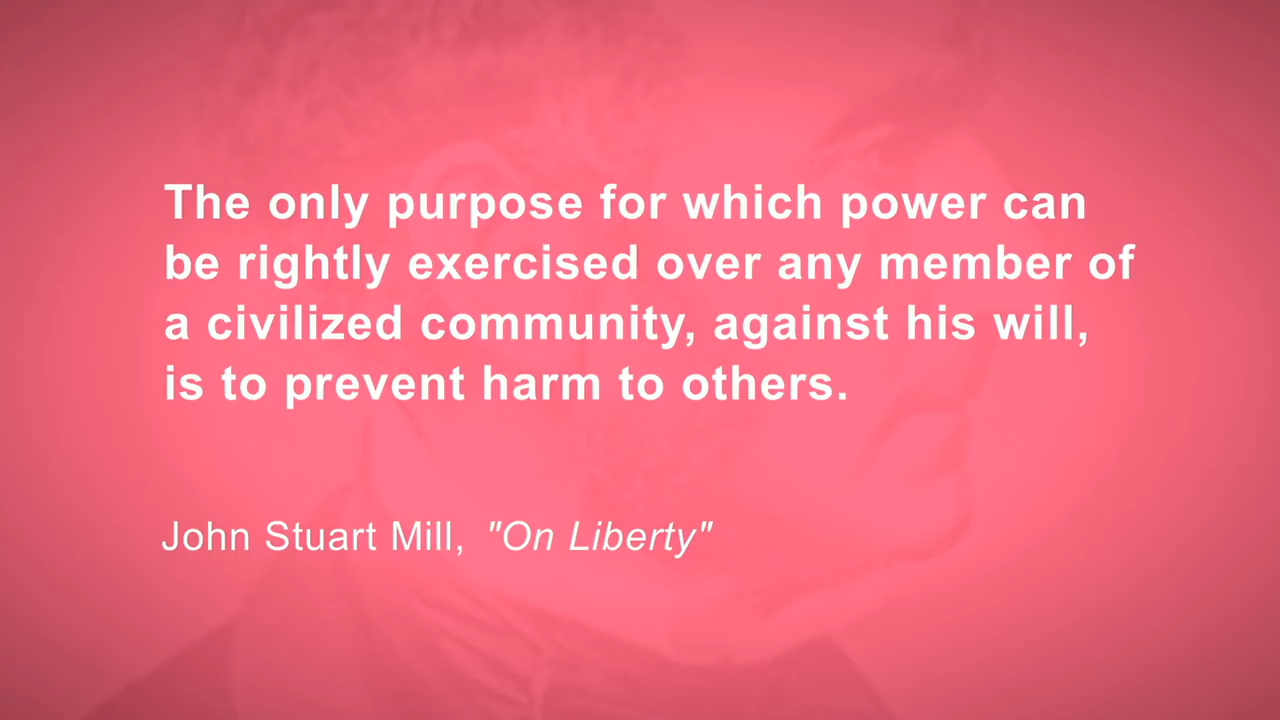 The only purpose for which power can
be rightly exercised over any member of
a civilized community, against his will,
is to prevent harm to others.
John Stuart Mill, "On Liberty"